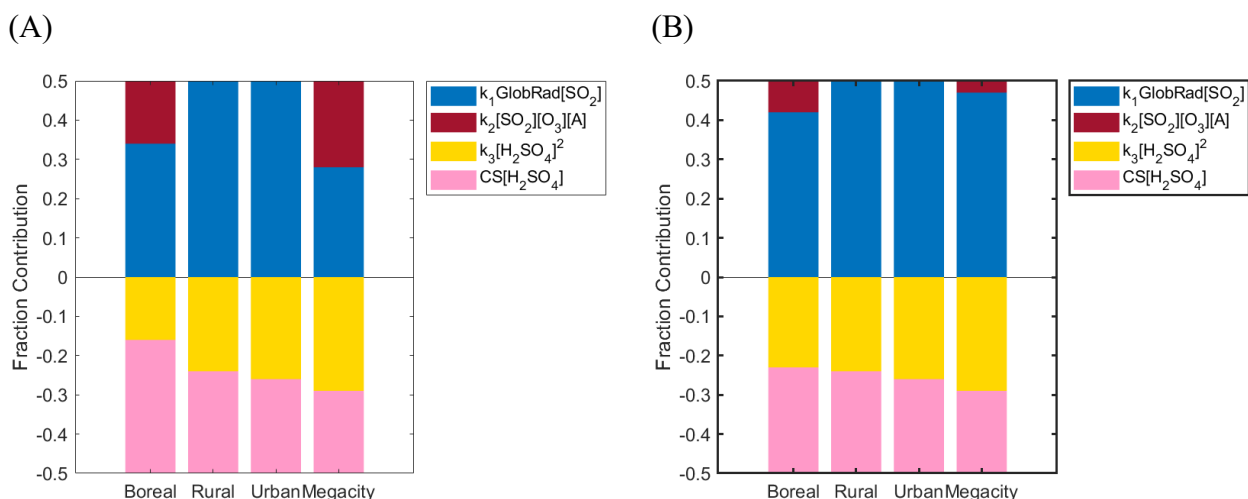 (A)
0.5
0.4
0.3
0.2
0.1
0
-0.1
-0.2
-0.3
-0.4
-0.5
Fraction Contribution
Boreal Rural Urban Megacity
k₁GlobRad[SO₂]
k₂[SO₂][O₃][A]
k₃[H₂SO₄]²
CS[H₂SO₄]
(B)
0.5
0.4
0.3
0.2
0.1
0
-0.1
-0.2
-0.3
-0.4
-0.5
Fraction Contribution
Boreal Rural Urban Megacity
k₁GlobRad[SO₂]
k₂[SO₂][O₃][A]
k₃[H₂SO₄]²
CS[H₂SO₄]